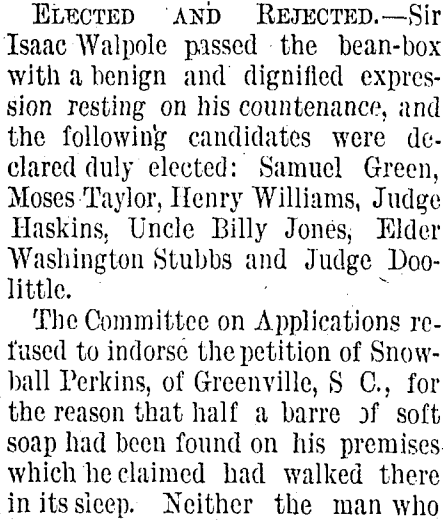 ELECTED AND REJECTED.—Sir
Isaac Walpole passed the bean-box
with a benign and dignified expres-
sion resting on his countenance, and
the following candidates were de-
clared duly elected: Samuel Green,
Moses Taylor, Henry Williams, Judge
Haskins, Uncle Billy Jones, Elder
Washington Stubbs and Judge Doo-
little.
The Committee on Applications re-
fused to indorse the petition of Snow-
ball Perkins, of Greenville, S C., for
the reason that half a barre of soft
soap had been found on his premises
which he claimed had walked there
in its sleep. Neither the man who